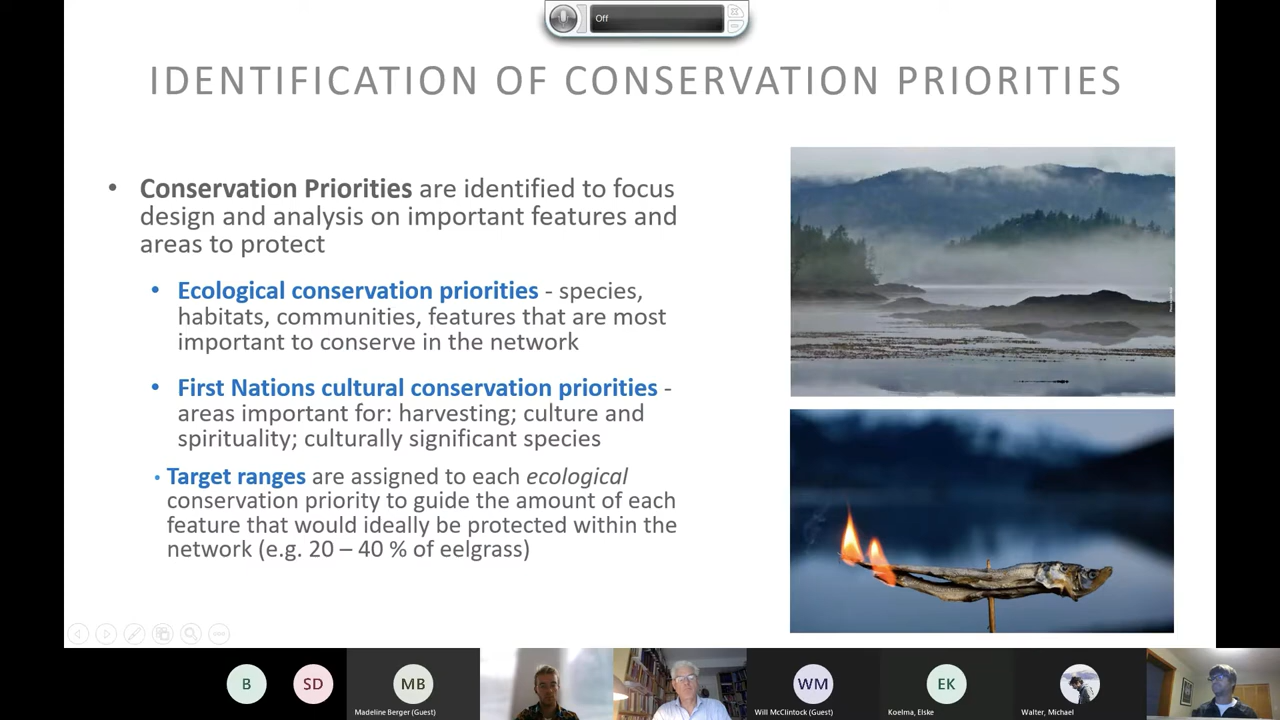 Off
IDENTIFICATION OF CONSERVATION PRIORITIES
• Conservation Priorities are identified to focus
design and analysis on important features and
areas to protect
• Ecological conservation priorities - species,
habitats, communities, features that are most
important to conserve in the network
• First Nations cultural conservation priorities -
areas important for: harvesting; culture and
spirituality; culturally significant species
• Target ranges are assigned to each ecological
conservation priority to guide the amount of each
feature that would ideally be protected within the
network (e.g. 20 – 40 % of eelgrass)
B
SD
MB
WM
EK
Madeline Berger (Guest)
Will McClintock (Guest)
Koelma, Elske
Walter, Michael